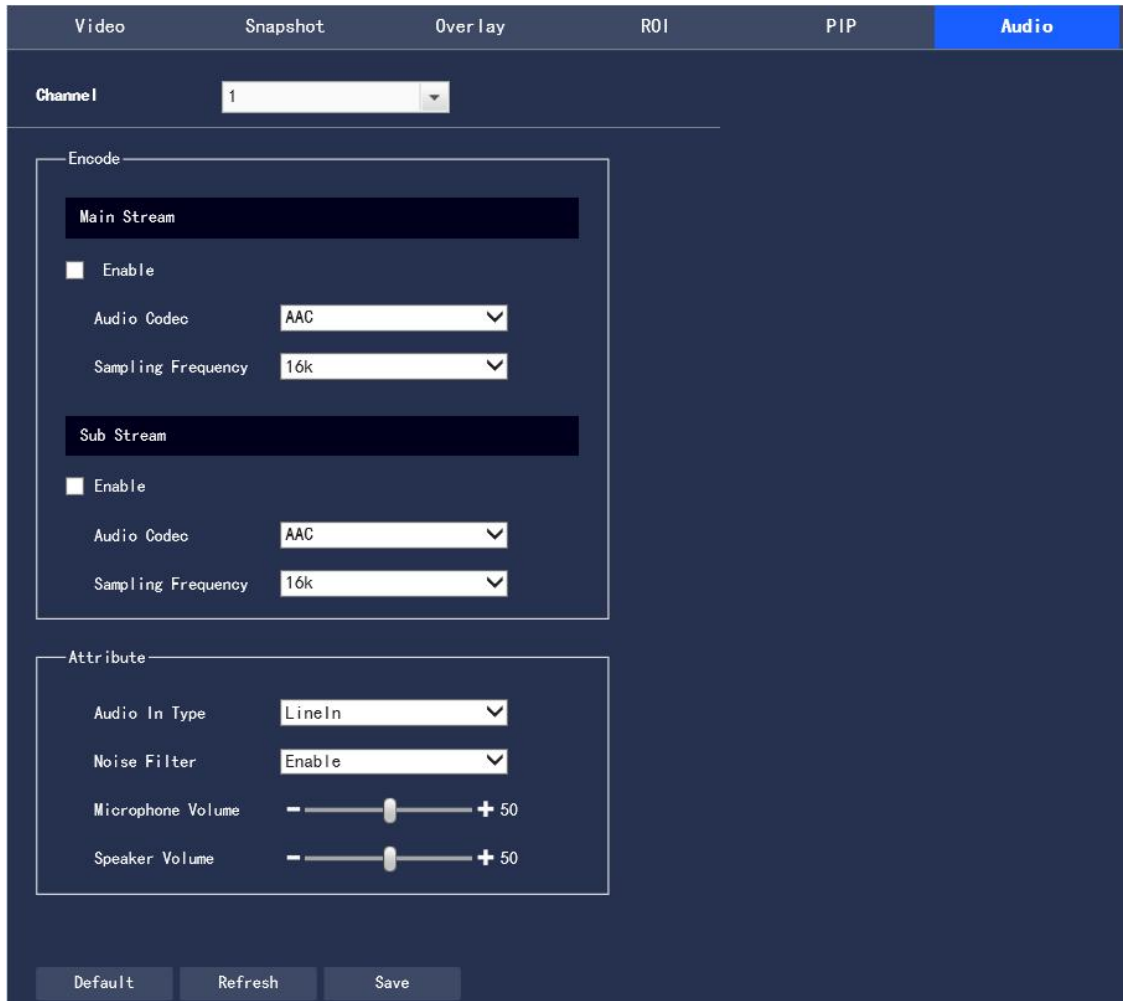 Video Snapshot Overlay ROI PIP Audio
Channel 1
Encode
Main Stream
Enable
Audio Codec AAC
Sampling Frequency 16k
Sub Stream
Enable
Audio Codec AAC
Sampling Frequency 16k
Attribute
Audio In Type LineIn
Noise Filter Enable
Microphone Volume 50
Speaker Volume 50
Default Refresh Save